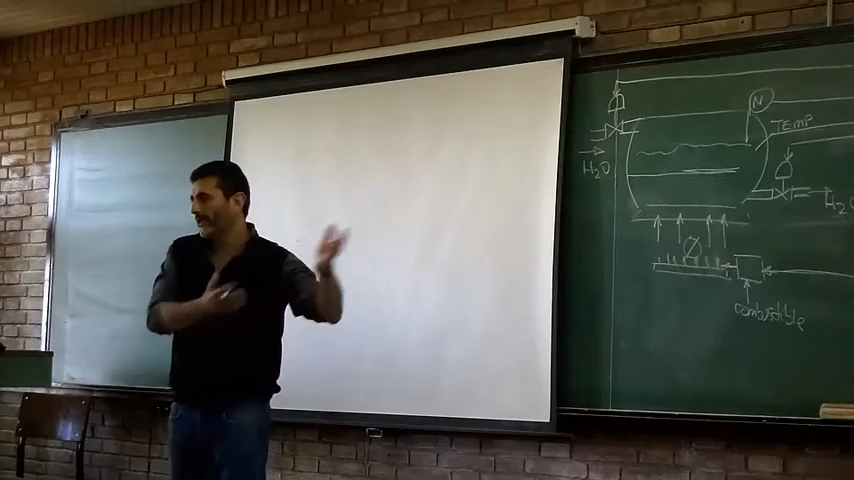 N
TEMP
H2O
H2O
combustible